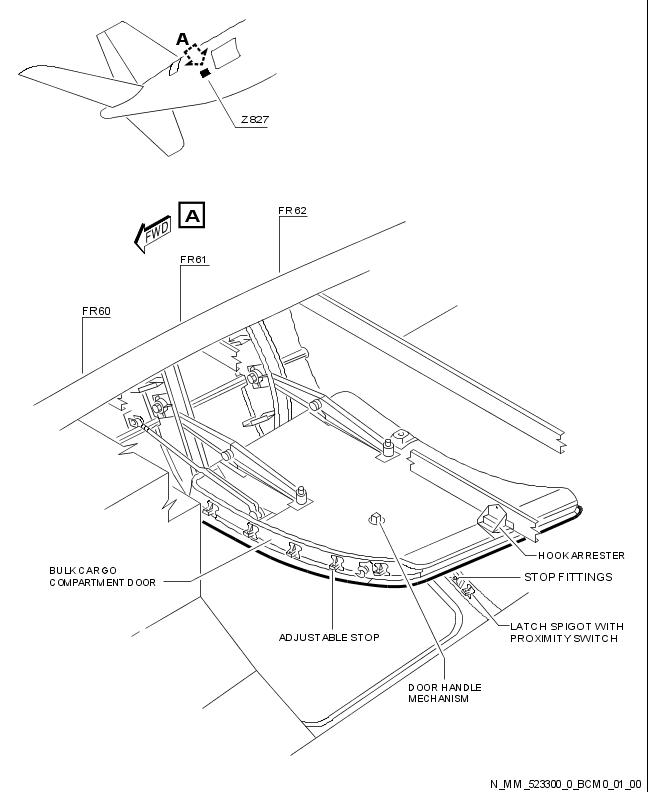 A
Z827
A
FWD
FR62
FR61
FR60
HOOK ARRESTER
BULK CARGO
COMPARTMENT DOOR
STOP FITTINGS
LATCH SPIGOT WITH
PROXIMITY SWITCH
ADJUSTABLE STOP
DOOR HANDLE
MECHANISM
N_MM_523300_0_BCM0_01_00